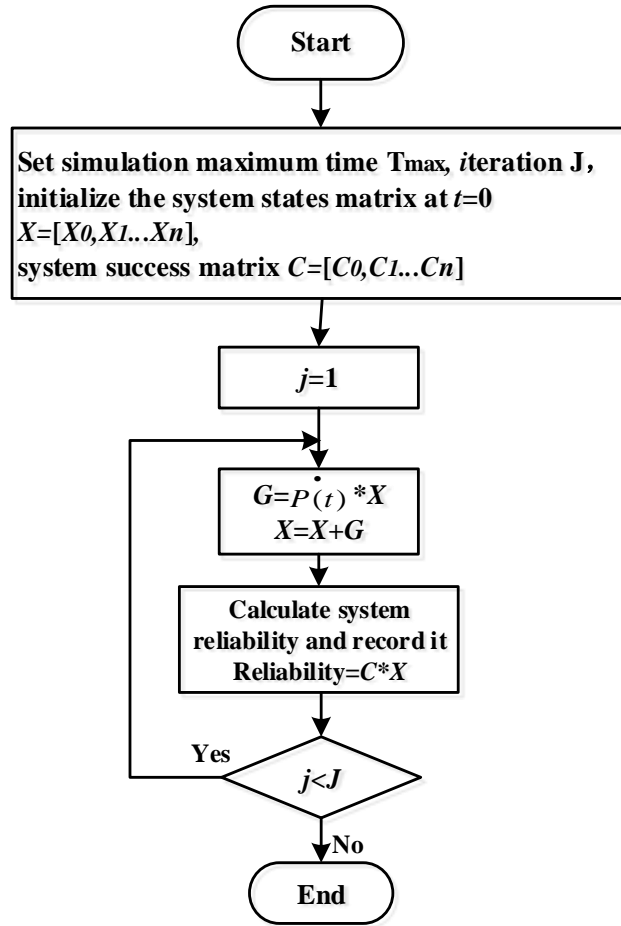 Start
Set simulation maximum time Tmax, iteration J,
initialize the system states matrix at t=0
X=[X0,X1...Xn],
system success matrix C=[C0,C1...Cn]
j=1
G=Ṗ(t) *X
X=X+G
Calculate system
reliability and record it
Reliability=C*X
Yes
j<J
No
End